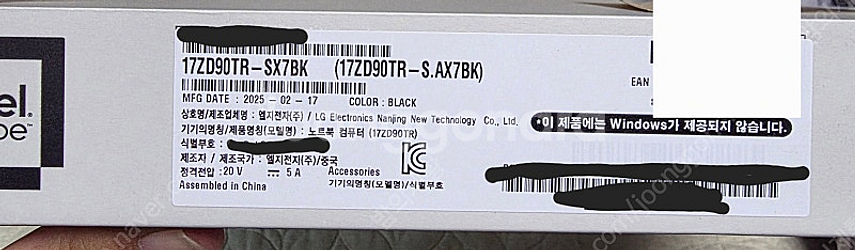 el.
pe™
17ZD90TR-SX7BK (17ZD90TR-S.AX7BK)
EAN
MFG DATE : 2025 - 02 - 17 COLOR : BLACK
상호명/제조업체명 : 엘지전자(주) / LG Electronics Nanjing New Technology Co., Ltd.
•이 제품에는 Windows가 제공되지 않습니다.
기기의명칭/제품명칭(모델명) : 노트북 컴퓨터 (17ZD90TR)
식별부호 :
제조자 / 제조국가 : 엘지전자(주)/중국
정격전압 : 20 V ⎓ 5 A Accessories
기기의명칭(모델명)/식별부호
Assembled in China